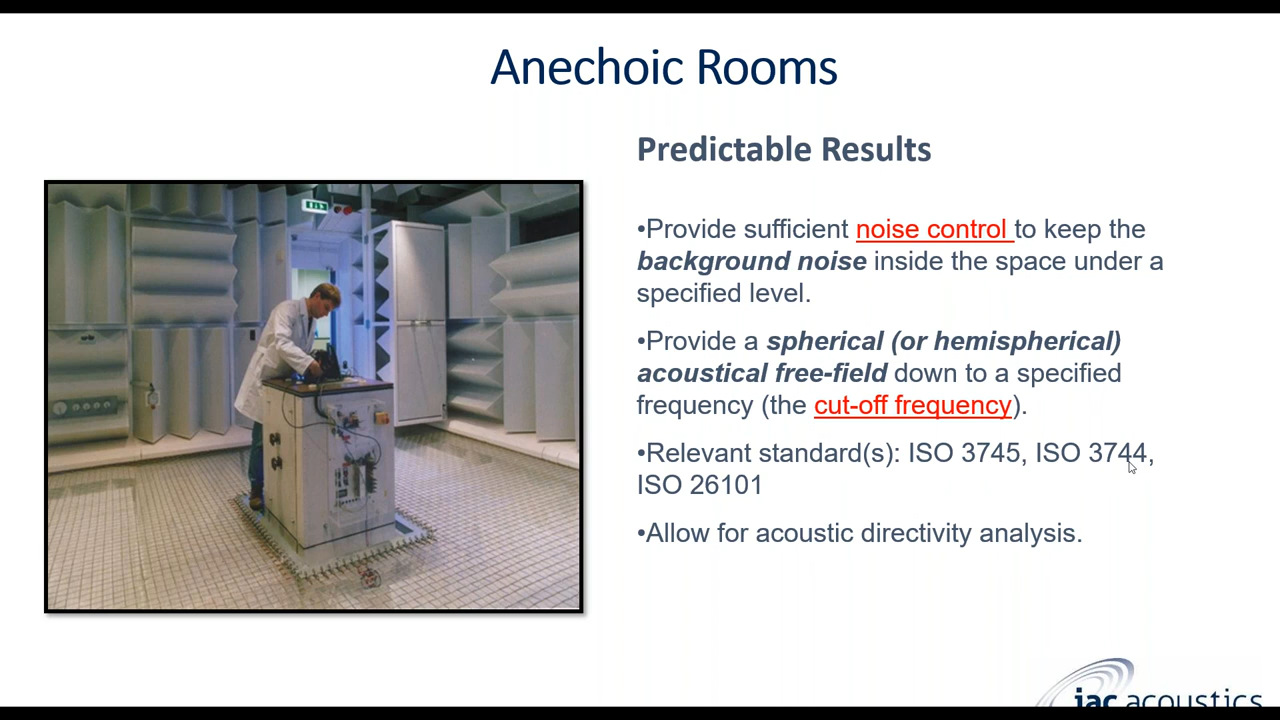 Anechoic Rooms
Predictable Results
•Provide sufficient noise control to keep the
background noise inside the space under a
specified level.
•Provide a spherical (or hemispherical)
acoustical free-field down to a specified
frequency (the cut-off frequency).
•Relevant standard(s): ISO 3745, ISO 3744,
ISO 26101
•Allow for acoustic directivity analysis.
iac acoustics